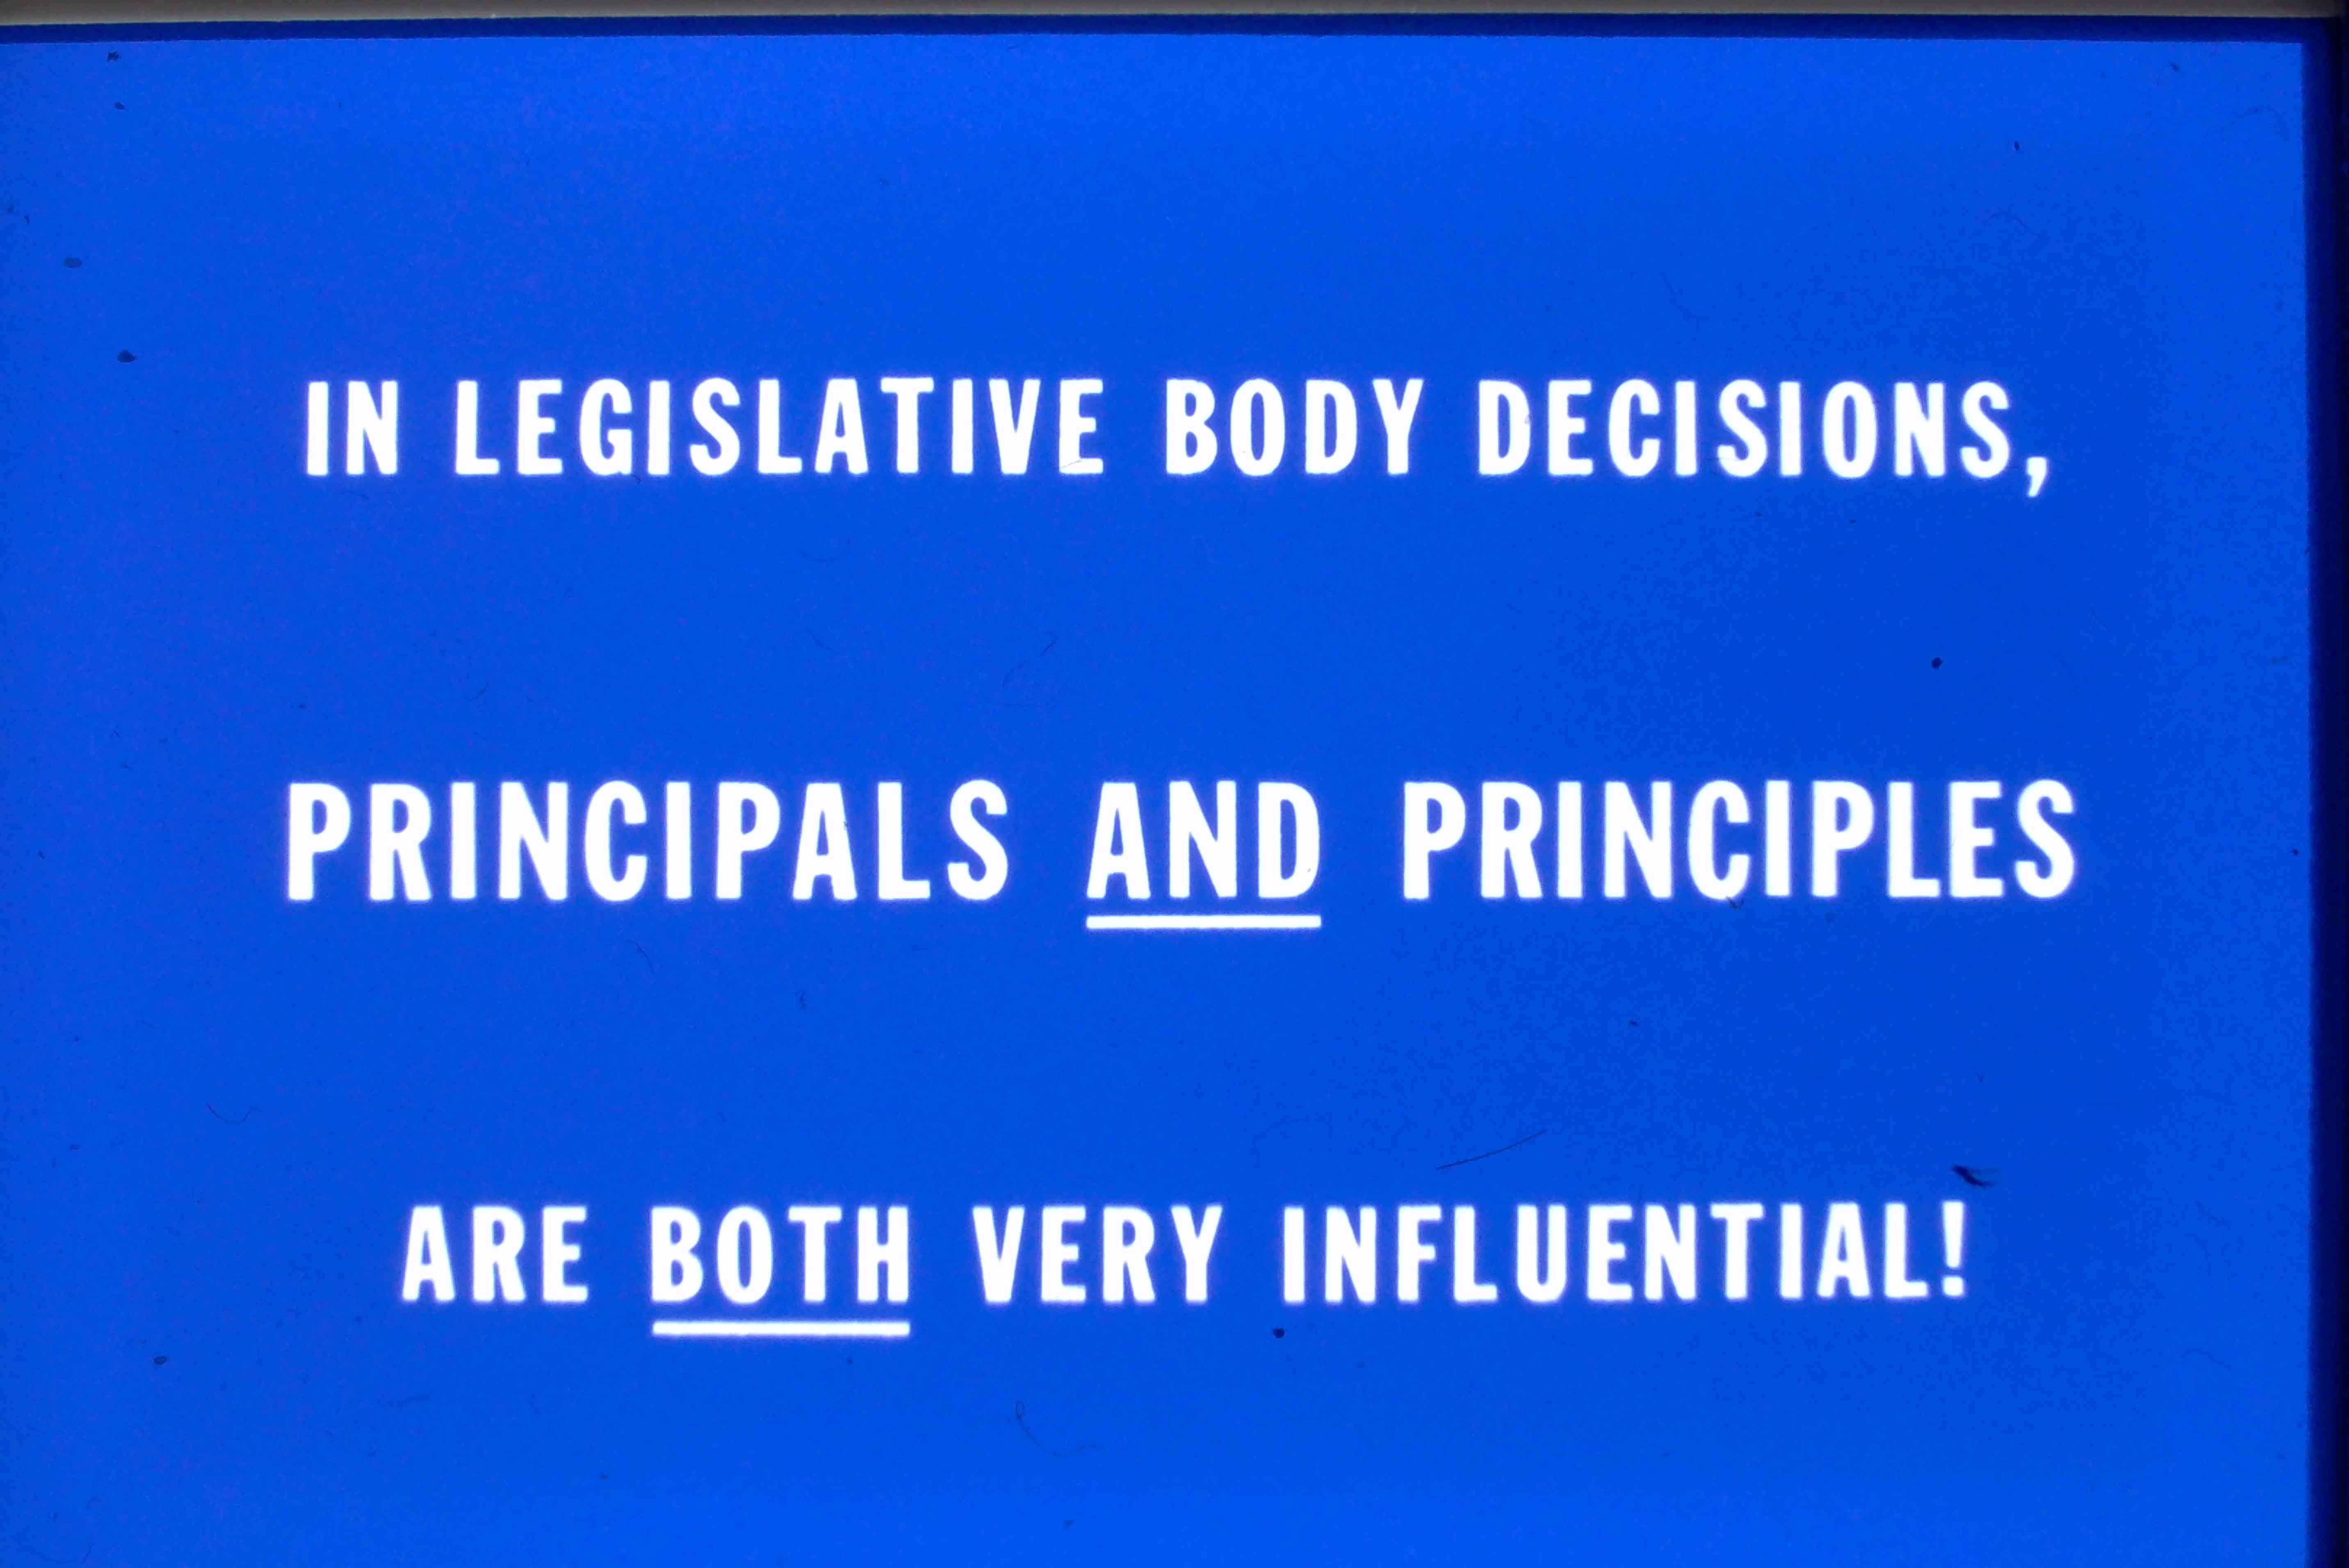 IN LEGISLATIVE BODY DECISIONS,
PRINCIPALS AND PRINCIPLES
ARE BOTH VERY INFLUENTIAL!